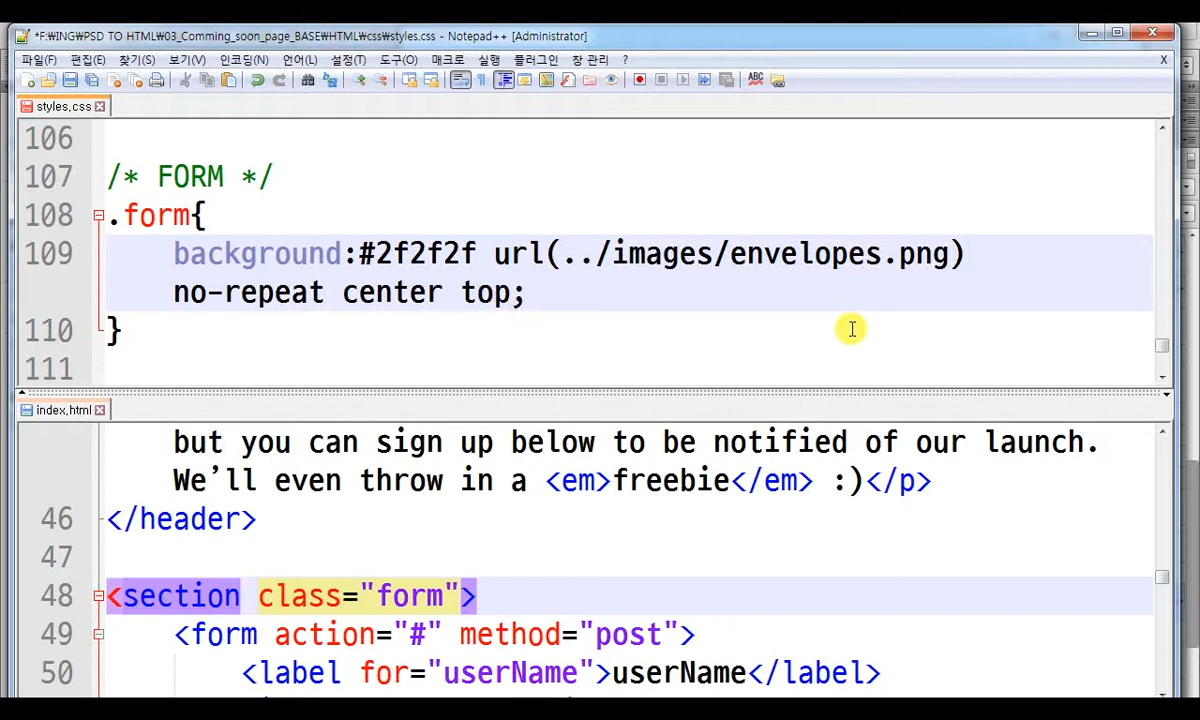 *F:₩ING₩PSD TO HTML₩03_Comming_soon_page_BASE₩HTML₩css₩styles.css - Notepad++ [Administrator]
파일(F) 편집(E) 찾기(S) 보기(V) 인코딩(N) 언어(L) 설정(T) 도구(O) 매크로 실행 플러그인 창 관리 ? X
styles.css
106
107 /* FORM */
108 .form{
109 background:#2f2f2f url(../images/envelopes.png)
no-repeat center top;
110 }
111
index.html
but you can sign up below to be notified of our launch.
We’ll even throw in a <em>freebie</em> :)</p>
46 </header>
47
48 <section class="form">
49 <form action="#" method="post">
50 <label for="userName">userName</label>